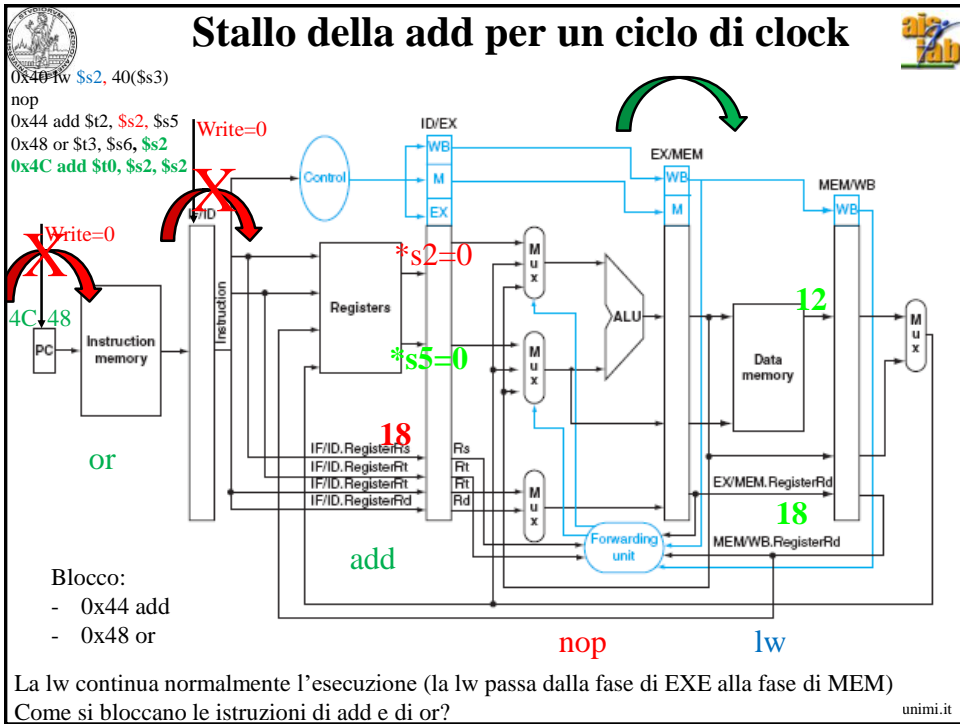 Stallo della add per un ciclo di clock
0x40 lw $s2, 40($s3)
nop
0x44 add $t2, $s2, $s5
0x48 or $t3, $s6, $s2
0x4C add $t0, $s2, $s2
Write=0
X
Write=0
X
IF/ID
4C 48
PC
Instruction memory
or
Instruction
Control
Registers
ID/EX
WB
M
EX
*s2=0
*s5=0
18
IF/ID.RegisterRs
IF/ID.RegisterRt
IF/ID.RegisterRt
IF/ID.RegisterRd
Rs
Rt
Rt
Rd
add
Mux
Mux
Mux
ALU
Forwarding unit
EX/MEM
WB
M
12
Data memory
EX/MEM.RegisterRd
18
MEM/WB.RegisterRd
MEM/WB
WB
Mux
nop
lw
Blocco:
- 0x44 add
- 0x48 or
La lw continua normalmente l'esecuzione (la lw passa dalla fase di EXE alla fase di MEM)
Come si bloccano le istruzioni di add e di or?
unimi.it